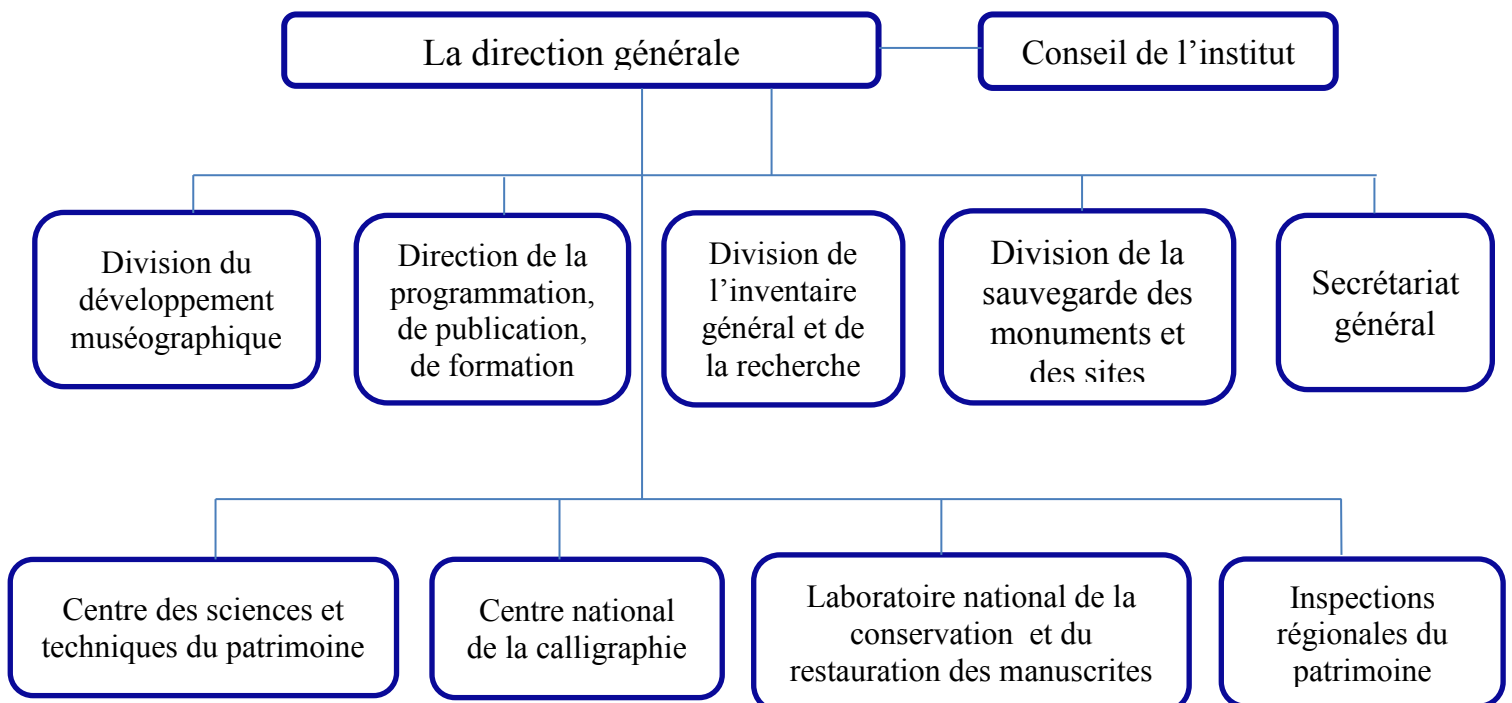 La direction générale
Conseil de l’institut
Division du
développement
muséographique
Direction de la
programmation,
de publication,
de formation
Division de
l’inventaire
général et de
la recherche
Division de la
sauvegarde des
monuments et
des sites
Secrétariat
général
Centre des sciences et
techniques du patrimoine
Centre national
de la calligraphie
Laboratoire national de la
conservation  et du
restauration des manuscrites
Inspections
régionales du
patrimoine